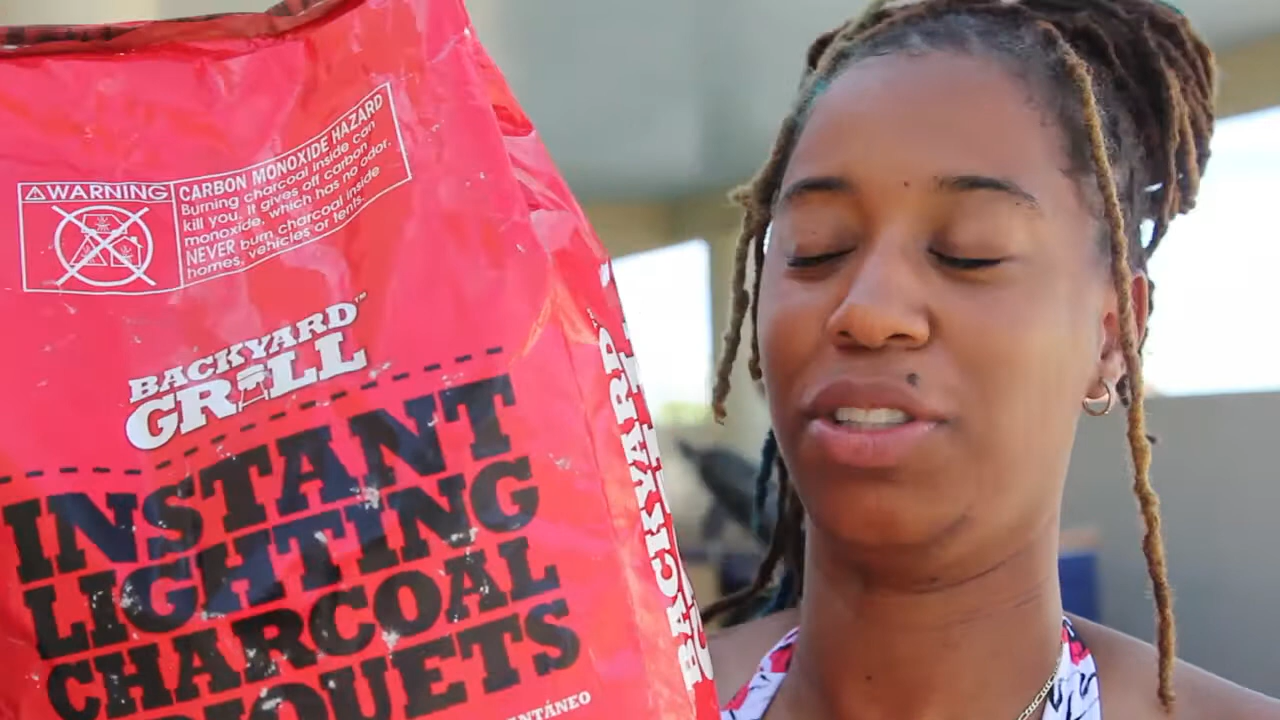 WARNING
CARBON MONOXIDE HAZARD
Burning charcoal inside can
kill you. It gives off carbon
monoxide, which has no odor.
NEVER burn charcoal inside
homes, vehicles or tents.
BACKYARD™
GRILL
INSTANT
LIGHTING
CHARCOAL
BACKYARD